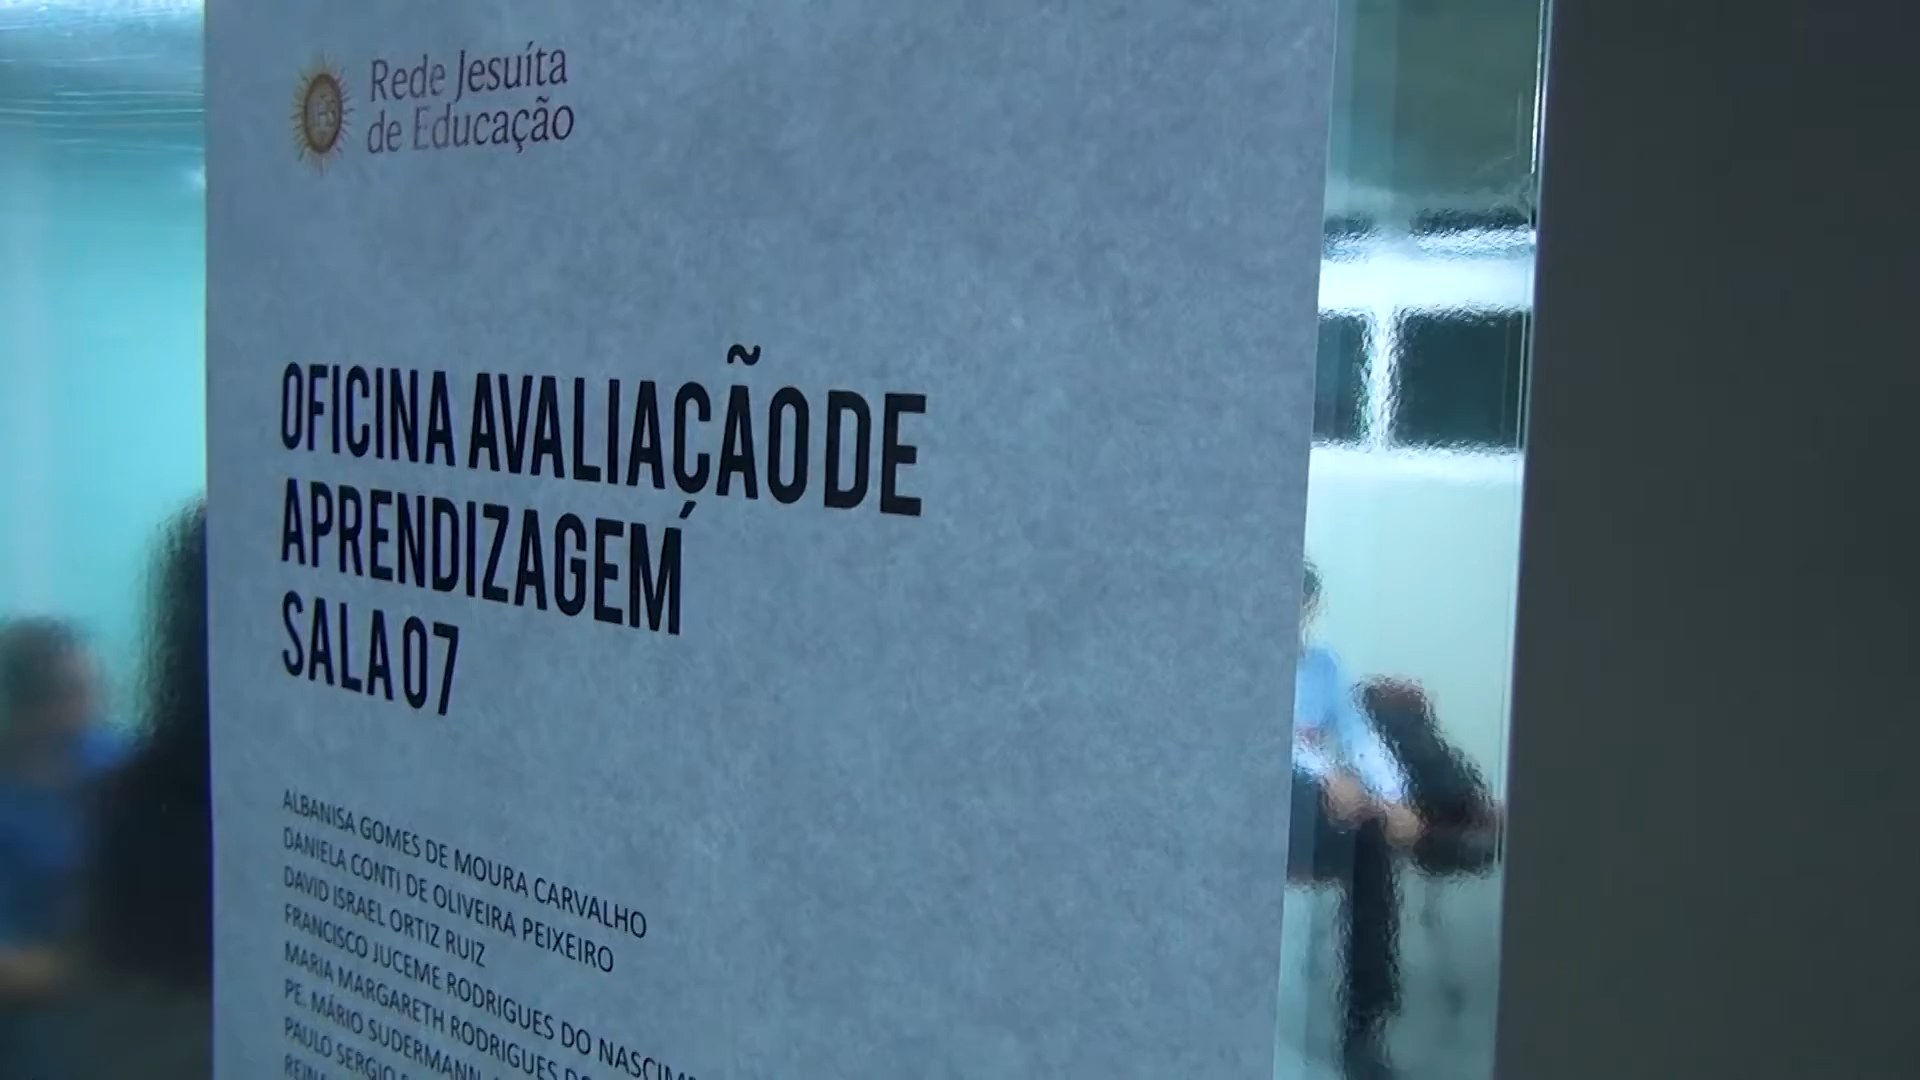 Rede Jesuíta
de Educação
OFICINA AVALIAÇÃO DE
APRENDIZAGEM
SALA 07
ALBANISA GOMES DE MOURA CARVALHO
DANIELA CONTI DE OLIVEIRA PEIXEIRO
DAVID ISRAEL ORTIZ RUIZ
FRANCISCO JUCEME RODRIGUES DO
MARIA MARGARETH RODRIGUES
PE. MÁRIO SUDERMANN
PAULO SERGIO